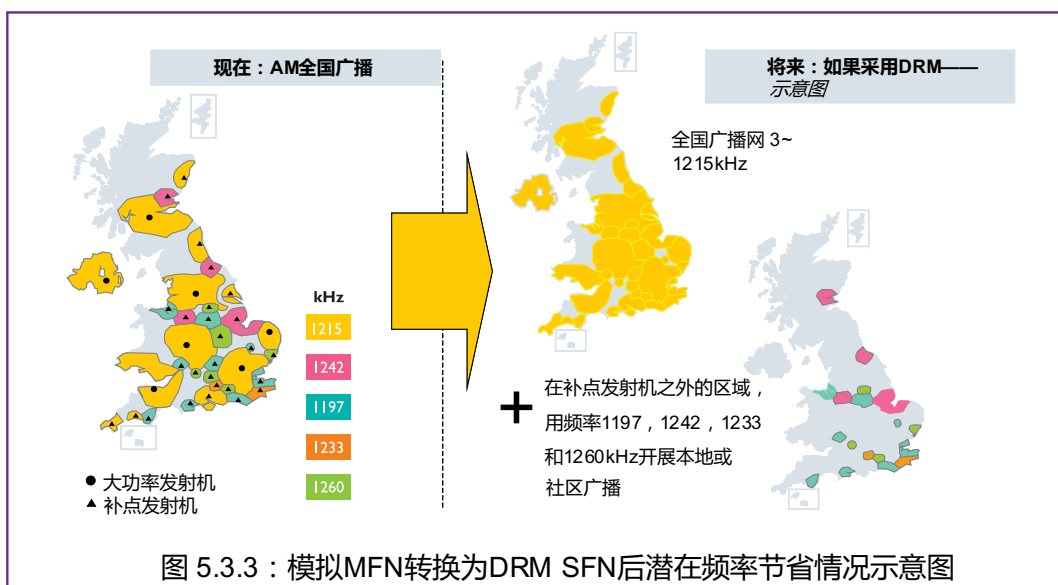 现在：AM全国广播
kHz
1215
1242
1197
1233
1260
大功率发射机
补点发射机
将来：如果采用DRM——
示意图
全国广播网 3~
1215kHz
+
在补点发射机之外的区域，
用频率1197，1242，1233
和1260kHz开展本地或
社区广播
图 5.3.3：模拟MFN转换为DRM SFN后潜在频率节省情况示意图